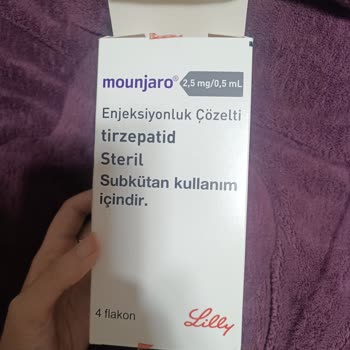 mounjaro® 2,5 mg/0,5 mL
Enjeksiyonluk Çözelti
tirzepatid
Steril
Subkütan kullanım
içindir.
4 flakon
Lilly